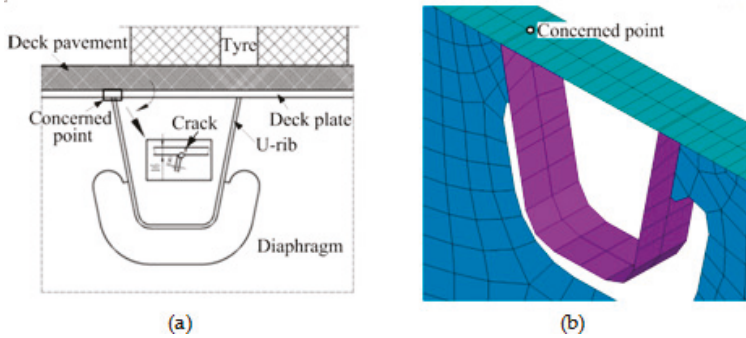 Deck pavement
Tyre
Concerned
point
Crack
Deck plate
U-rib
Diaphragm
(a)
Concerned point
(b)